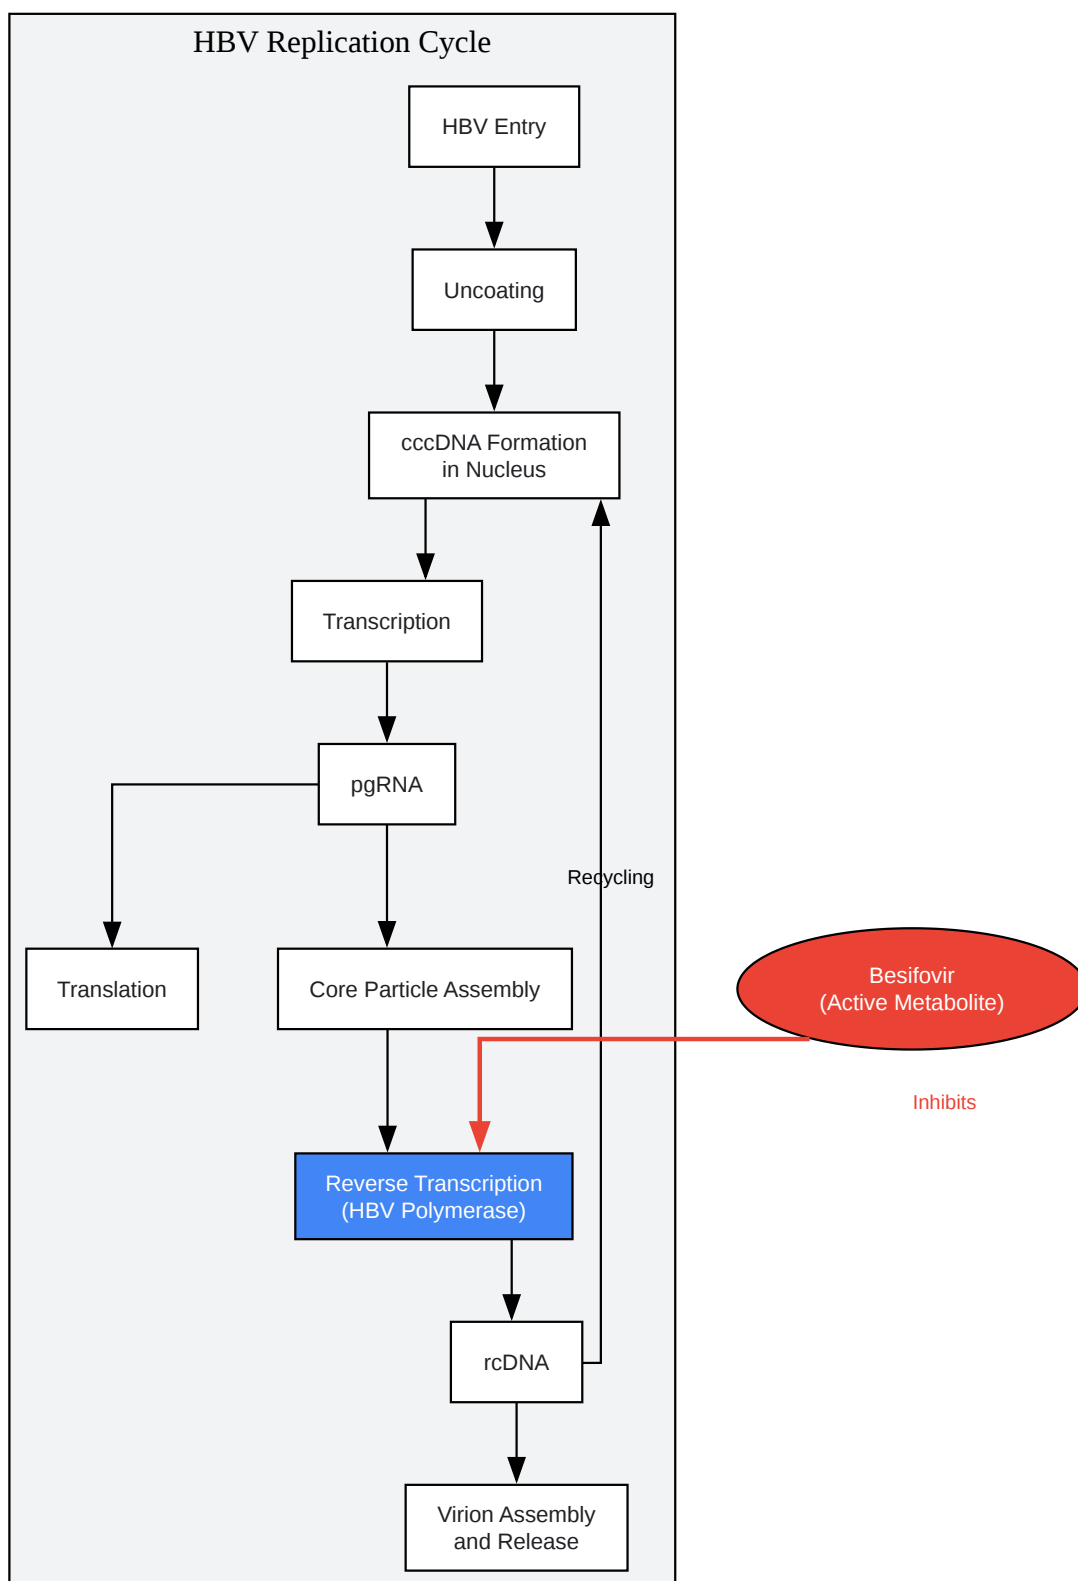 HBV Replication Cycle
HBV Entry
Uncoating
cccDNA Formation
in Nucleus
Transcription
pgRNA
Recycling
Translation
Core Particle Assembly
Besifovir
(Active Metabolite)
Inhibits
Reverse Transcription
(HBV Polymerase)
rcDNA
Virion Assembly
and Release